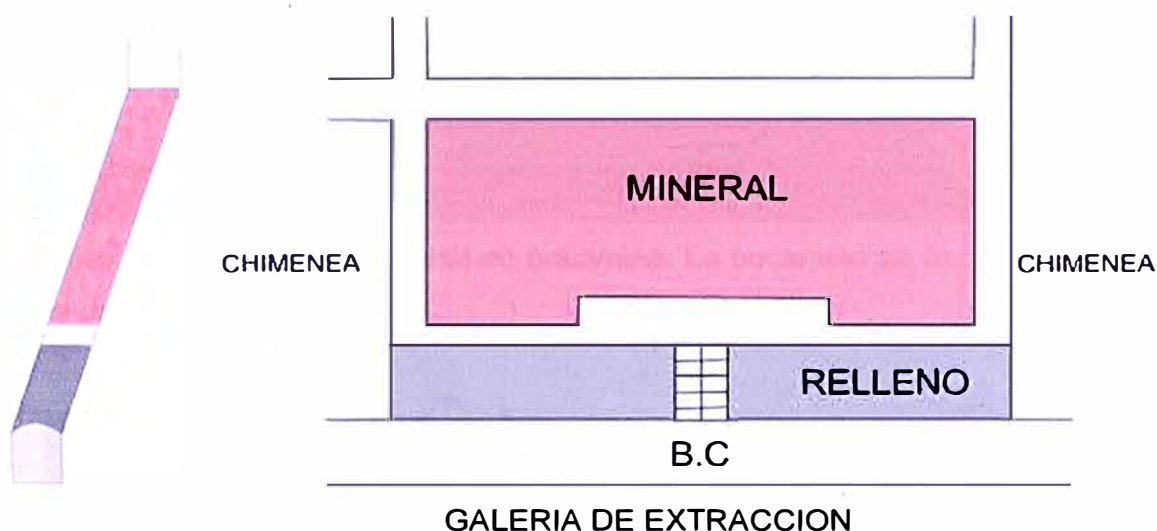 MINERAL
CHIMENEA
CHIMENEA
RELLENO
B.C
GALERIA DE EXTRACCION